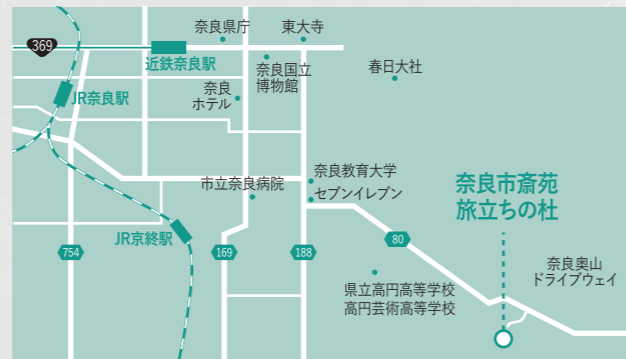 369
奈良県庁
東大寺
近鉄奈良駅
奈良国立
博物館
春日大社
JR奈良駅
奈良
ホテル
奈良教育大学
市立奈良病院
セブンイレブン
奈良市斎苑
旅立ちの杜
JR京終駅
754
169
188
80
奈良奥山
ドライブウェイ
県立高円高等学校
高円芸術高等学校